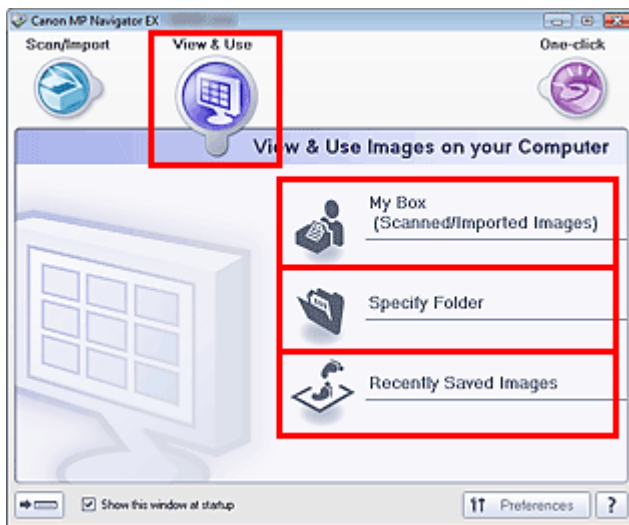 Canon MP Navigator EX
Scan/Import
View & Use
One-click
View & Use Images on your Computer
My Box
(Scanned/Imported Images)
Specify Folder
Recently Saved Images
Show this window at startup
Preferences
?